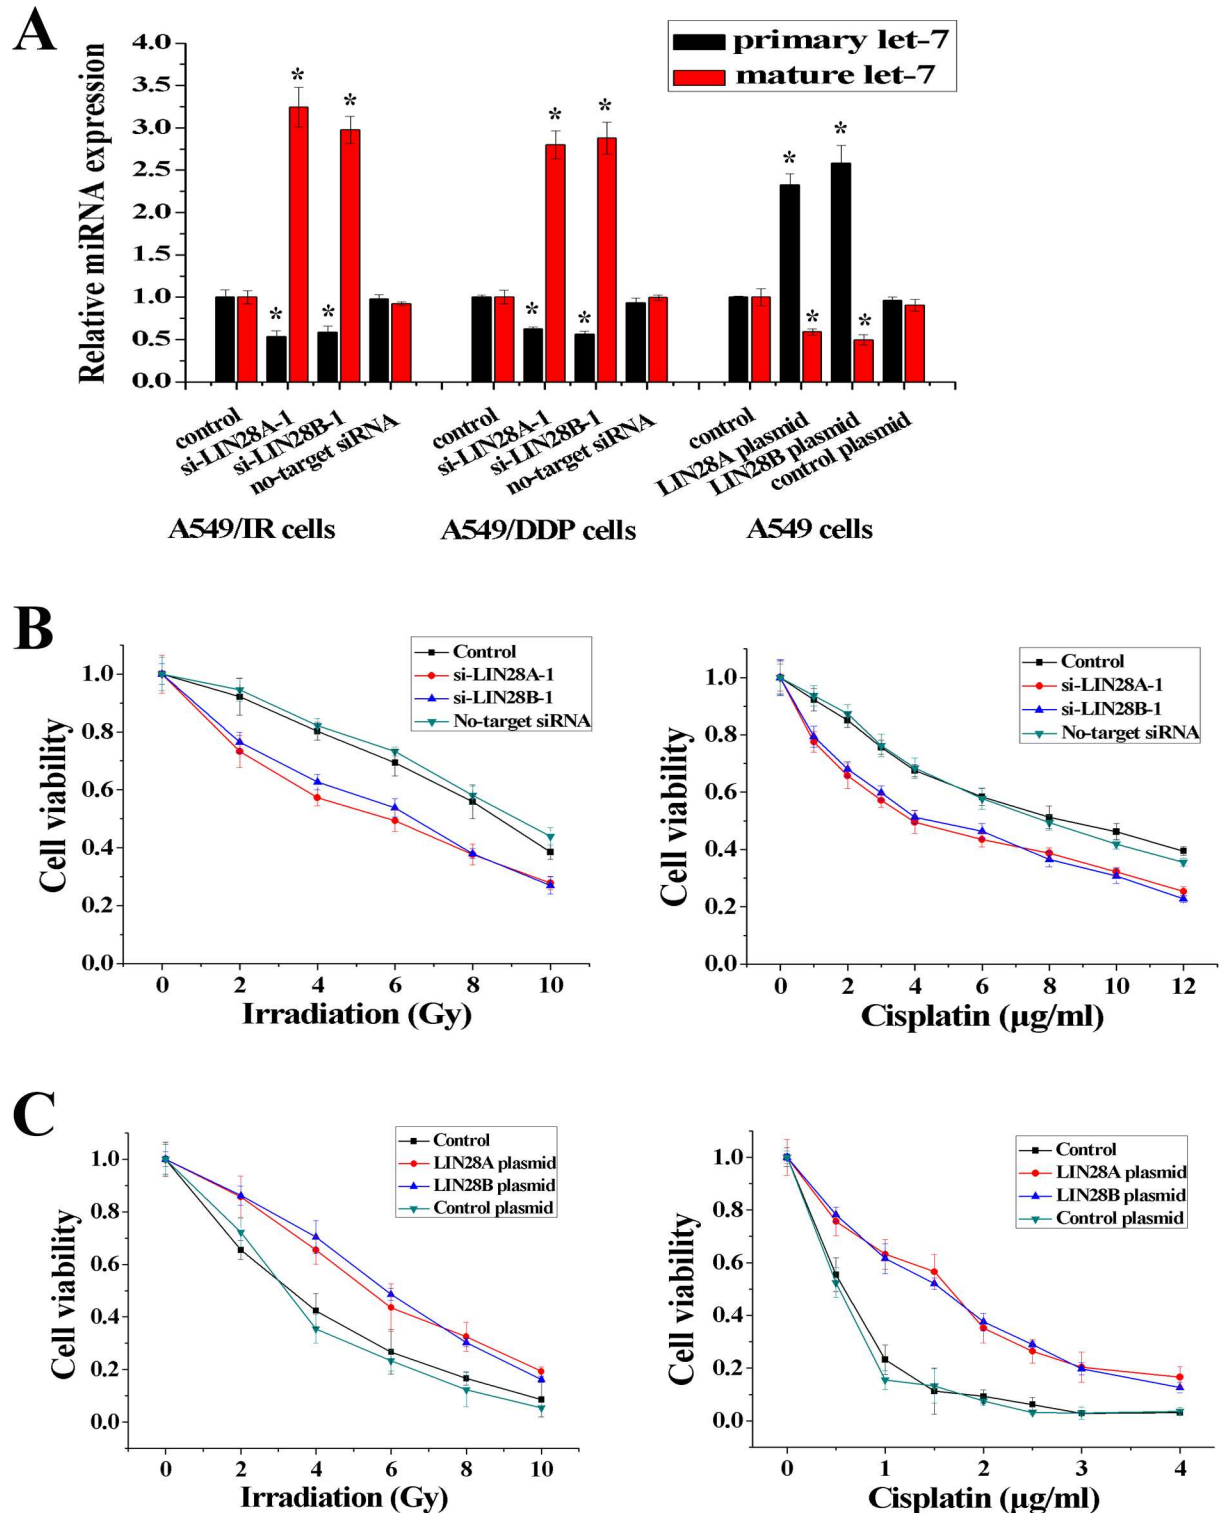 A
primary let-7
mature let-7
Relative miRNA expression
4.0
3.5
3.0
2.5
2.0
1.5
1.0
0.5
0.0
* * * * * * * * * * * *
control
si-LIN28A-1
si-LIN28B-1
no-target siRNA
control
si-LIN28A-1
si-LIN28B-1
no-target siRNA
control
LIN28A plasmid
LIN28B plasmid
control plasmid
A549/IR cells
A549/DDP cells
A549 cells
B
Control
si-LIN28A-1
si-LIN28B-1
No-target siRNA
Cell viability
1.0
0.8
0.6
0.4
0.2
0.0
0 2 4 6 8 10
Irradiation (Gy)
Control
si-LIN28A-1
si-LIN28B-1
No-target siRNA
Cell viability
1.0
0.8
0.6
0.4
0.2
0.0
0 2 4 6 8 10 12
Cisplatin (μg/ml)
C
Control
LIN28A plasmid
LIN28B plasmid
Control plasmid
Cell viability
1.0
0.8
0.6
0.4
0.2
0.0
0 2 4 6 8 10
Irradiation (Gy)
Control
LIN28A plasmid
LIN28B plasmid
Control plasmid
Cell viability
1.0
0.8
0.6
0.4
0.2
0.0
0 1 2 3 4
Cisplatin (μg/ml)